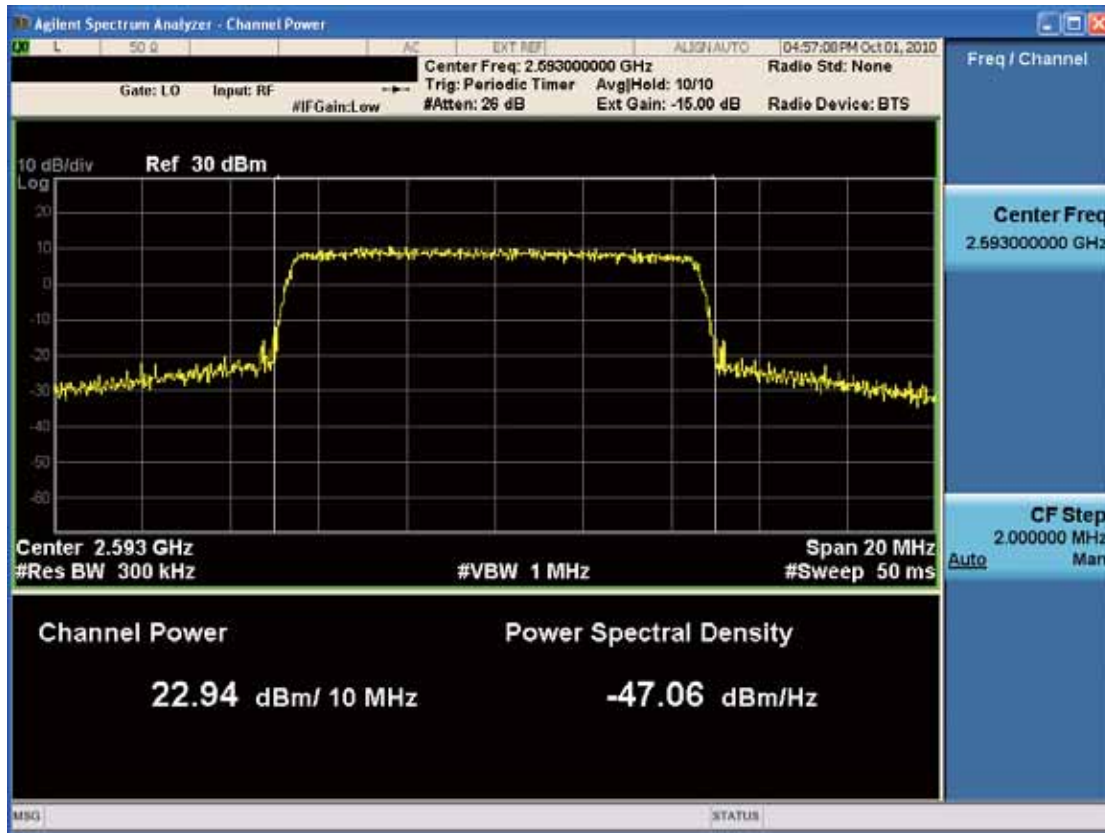 Agilent Spectrum Analyzer - Channel Power
L 50 Ω AC EXT REF ALIGN AUTO 04:57:08 PM Oct 01, 2010
Center Freq: 2.593000000 GHz Radio Std: None
Gate: LO Input: RF Trig: Periodic Timer Avg|Hold: 10/10
#IFGain:Low #Atten: 26 dB Ext Gain: -15.00 dB Radio Device: BTS
10 dB/div Ref 30 dBm
Log
20
10
0
-10
-20
-30
-40
-50
-60
Center 2.593 GHz Span 20 MHz
#Res BW 300 kHz #VBW 1 MHz #Sweep 50 ms
Channel Power Power Spectral Density
22.94 dBm/ 10 MHz -47.06 dBm/Hz
MSG STATUS
Freq / Channel
Center Freq
2.593000000 GHz
CF Step
2.000000 MHz
Auto Man